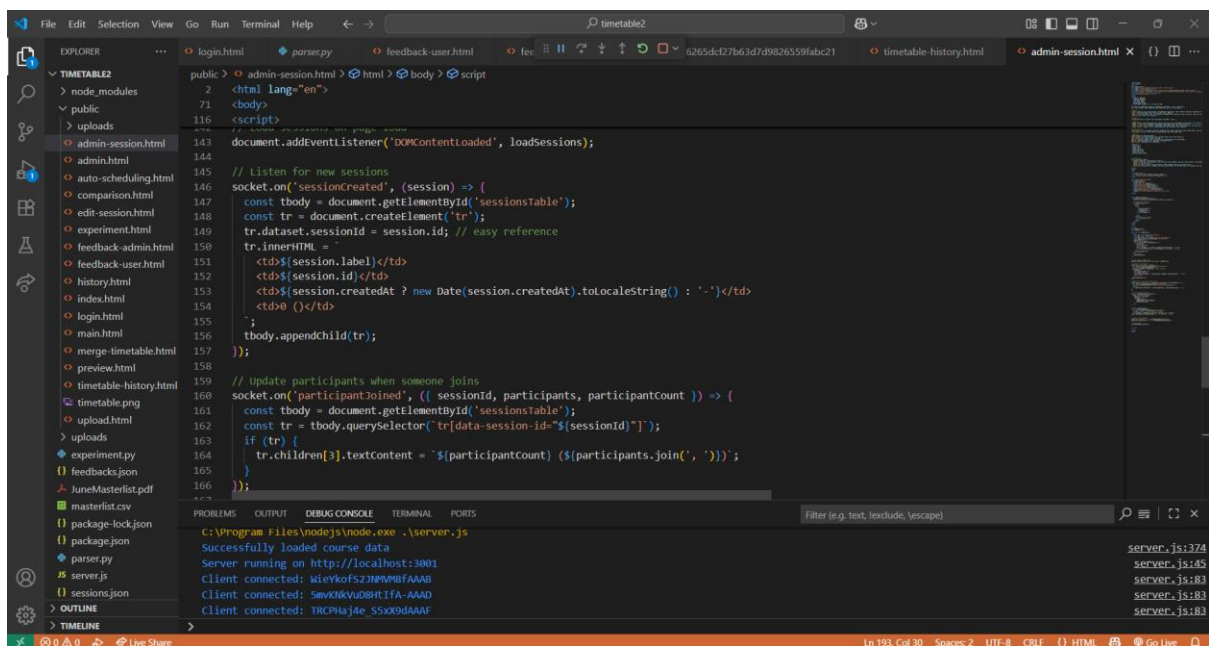 File Edit Selection View Go Run Terminal Help
timetable2
EXPLORER
login.html
parser.py
feedback-user.html
6265dcf27b63d7d9826559fabc21
timetable-history.html
admin-session.html
TIMETABLE2
node_modules
public
uploads
admin-session.html
admin.html
auto-scheduling.html
comparison.html
edit-session.html
experiment.html
feedback-admin.html
feedback-user.html
history.html
index.html
login.html
main.html
merge-timetable.html
preview.html
timetable-history.html
timetable.png
upload.html
uploads
experiment.py
feedbacks.json
JuneMasterlist.pdf
masterlist.csv
package-lock.json
package.json
parser.py
server.js
sessions.json
OUTLINE
TIMELINE
public > admin-session.html > html > body > script
2 <html lang="en">
71 <body>
116 <script>
142 // Load sessions on page load
143 document.addEventListener('DOMContentLoaded', loadSessions);
144
145 // Listen for new sessions
146 socket.on('sessionCreated', (session) => {
147 const tbody = document.getElementById('sessionsTable');
148 const tr = document.createElement('tr');
149 tr.dataset.sessionId = session.id; // easy reference
150 tr.innerHTML = `
151 <td>${session.label}</td>
152 <td>${session.id}</td>
153 <td>${session.createdAt ? new Date(session.createdAt).toLocaleString() : '-'}</td>
154 <td>0 ()</td>
155 `;
156 tbody.appendChild(tr);
157 });
158
159 // Update participants when someone joins
160 socket.on('participantJoined', ({ sessionId, participants, participantCount }) => {
161 const tbody = document.getElementById('sessionsTable');
162 const tr = tbody.querySelector(`tr[data-session-id="${sessionId}"]`);
163 if (tr) {
164 tr.children[3].textContent = `${participantCount} (${participants.join(', ')})`;
165 }
166 });
PROBLEMS OUTPUT DEBUG CONSOLE TERMINAL PORTS
Filter (e.g. text, !exclude, \escape)
C:\Program Files\nodejs\node.exe .\server.js
Successfully loaded course data server.js:374
Server running on http://localhost:3001 server.js:45
Client connected: WieYkofS2JNMVM8fAAAB server.js:83
Client connected: 5mvKNkVuD8HtIfA-AAAD server.js:83
Client connected: TRCPHaj4e_S5xX9dAAAF server.js:83
0 0 Live Share
Ln 193, Col 30 Spaces: 2 UTF-8 CRLF {} HTML Go Live